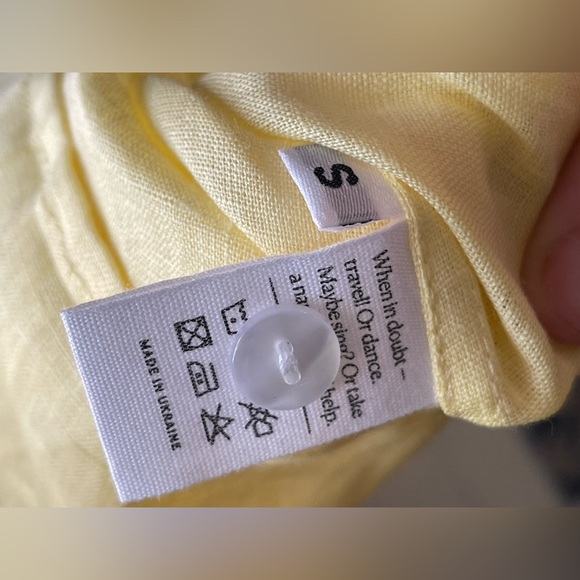 S
When in doubt –
travel! Or dance.
Maybe sing? Or take
a na
help.
MADE IN UKRAINE